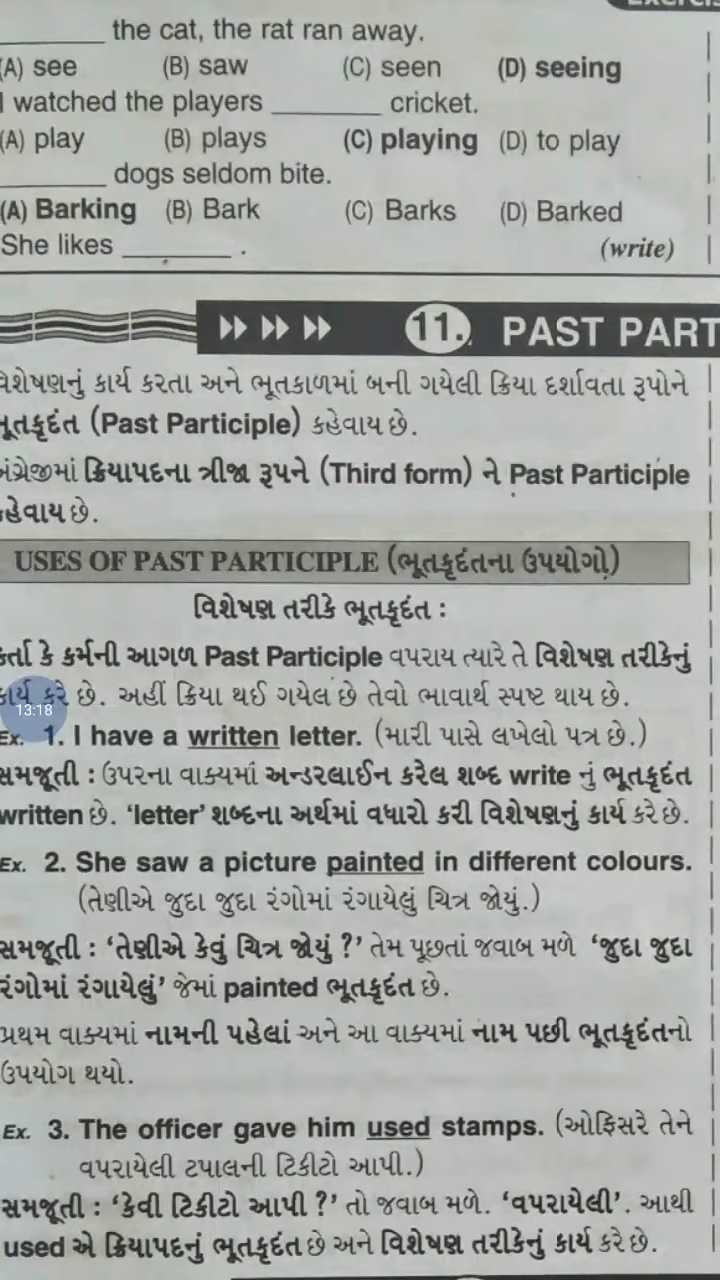 ______ the cat, the rat ran away.
(A) see (B) saw (C) seen (D) seeing
I watched the players ______ cricket.
(A) play (B) plays (C) playing (D) to play
______ dogs seldom bite.
(A) Barking (B) Bark (C) Barks (D) Barked
She likes ______ . (write)
11. PAST PART
વિશેષણનું કાર્ય કરતા અને ભૂતકાળમાં બની ગયેલી ક્રિયા દર્શાવતા રૂપોને
ભૂતકૃદંત (Past Participle) કહેવાય છે.
અંગ્રેજીમાં ક્રિયાપદના ત્રીજા રૂપને (Third form) ને Past Participle
કહેવાય છે.
USES OF PAST PARTICIPLE (ભૂતકૃદંતના ઉપયોગો)
વિશેષણ તરીકે ભૂતકૃદંત :
કર્તા કે કર્મની આગળ Past Participle વપરાય ત્યારે તે વિશેષણ તરીકેનું
કાર્ય કરે છે. અહીં ક્રિયા થઈ ગયેલ છે તેવો ભાવાર્થ સ્પષ્ટ થાય છે.
13:18
Ex. 1. I have a written letter. (મારી પાસે લખેલો પત્ર છે.)
સમજૂતી : ઉપરના વાક્યમાં અન્ડરલાઈન કરેલ શબ્દ write નું ભૂતકૃદંત
written છે. ‘letter’ શબ્દના અર્થમાં વધારો કરી વિશેષણનું કાર્ય કરે છે.
Ex. 2. She saw a picture painted in different colours.
(તેણીએ જુદા જુદા રંગોમાં રંગાયેલું ચિત્ર જોયું.)
સમજૂતી : ‘તેણીએ કેવું ચિત્ર જોયું ?’ તેમ પૂછતાં જવાબ મળે ‘જુદા જુદા
રંગોમાં રંગાયેલું’ જેમાં painted ભૂતકૃદંત છે.
પ્રથમ વાક્યમાં નામની પહેલાં અને આ વાક્યમાં નામ પછી ભૂતકૃદંતનો
ઉપયોગ થયો.
Ex. 3. The officer gave him used stamps. (ઓફિસરે તેને
વપરાયેલી ટપાલની ટિકીટો આપી.)
સમજૂતી : ‘કેવી ટિકીટો આપી ?’ તો જવાબ મળે. ‘વપરાયેલી’. આથી
used એ ક્રિયાપદનું ભૂતકૃદંત છે અને વિશેષણ તરીકેનું કાર્ય કરે છે.